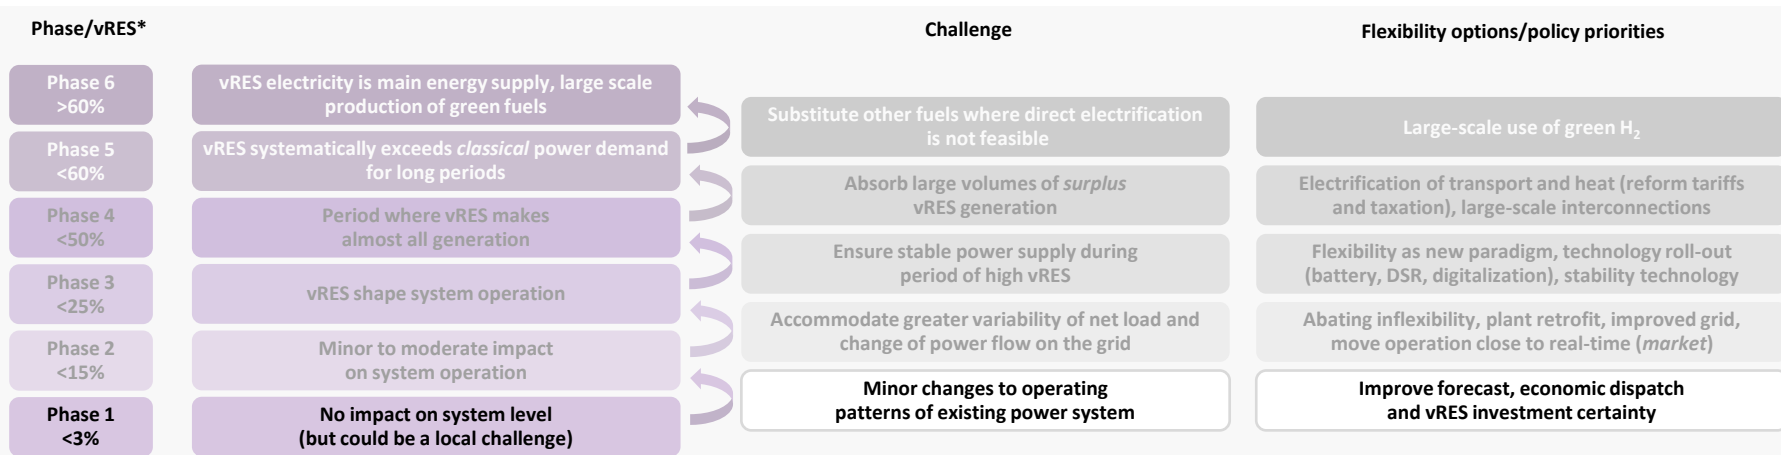 Phase/vRES*
Challenge
Flexibility options/policy priorities
Phase 6
>60%
vRES electricity is main energy supply, large scale
production of green fuels
Substitute other fuels where direct electrification
is not feasible
Large-scale use of green H₂
Phase 5
<60%
vRES systematically exceeds classical power demand
for long periods
Absorb large volumes of surplus
vRES generation
Electrification of transport and heat (reform tariffs
and taxation), large-scale interconnections
Phase 4
<50%
Period where vRES makes
almost all generation
Ensure stable power supply during
period of high vRES
Flexibility as new paradigm, technology roll-out
(battery, DSR, digitalization), stability technology
Phase 3
<25%
vRES shape system operation
Accommodate greater variability of net load and
change of power flow on the grid
Abating inflexibility, plant retrofit, improved grid,
move operation close to real-time (market)
Phase 2
<15%
Minor to moderate impact
on system operation
Minor changes to operating
patterns of existing power system
Improve forecast, economic dispatch
and vRES investment certainty
Phase 1
<3%
No impact on system level
(but could be a local challenge)